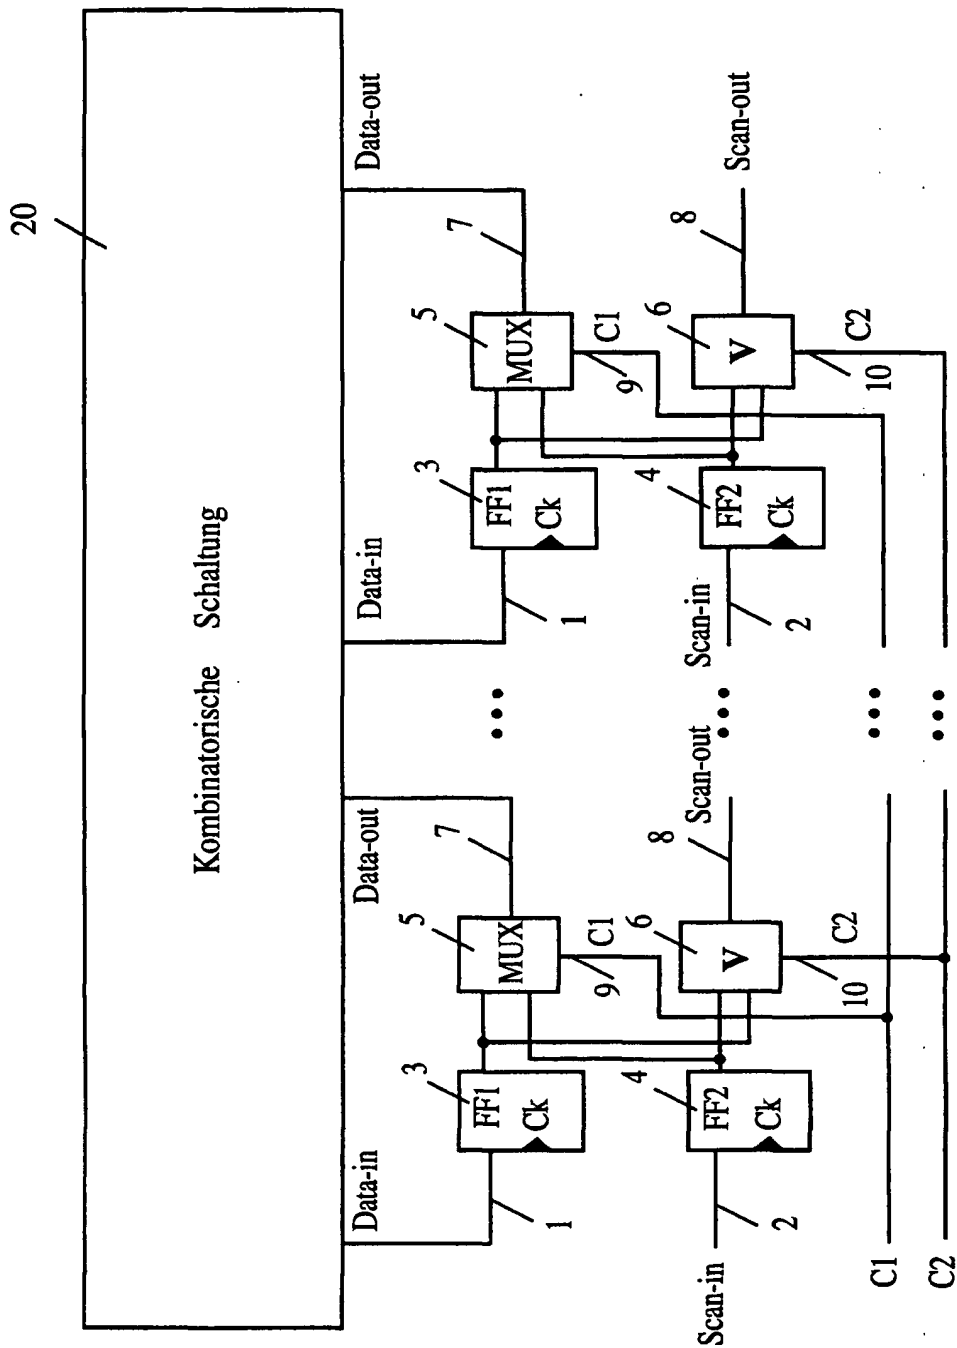 20
Kombinatorische Schaltung
Data-in
Data-out
Data-in
Data-out
1
3
FF1
Ck
5
MUX
7
C1
9
1
3
FF1
Ck
5
MUX
7
C1
9
Scan-in
2
4
FF2
Ck
6
V
8
Scan-out
C2
10
Scan-in
2
4
FF2
Ck
6
V
8
Scan-out
C2
10
C1
C2